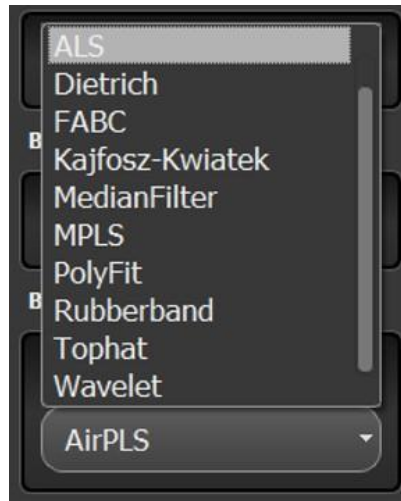 ALS
Dietrich
FABC
B
Kajfosz-Kwiatek
MedianFilter
MPLS
PolyFit
B
Rubberband
Tophat
Wavelet
AirPLS